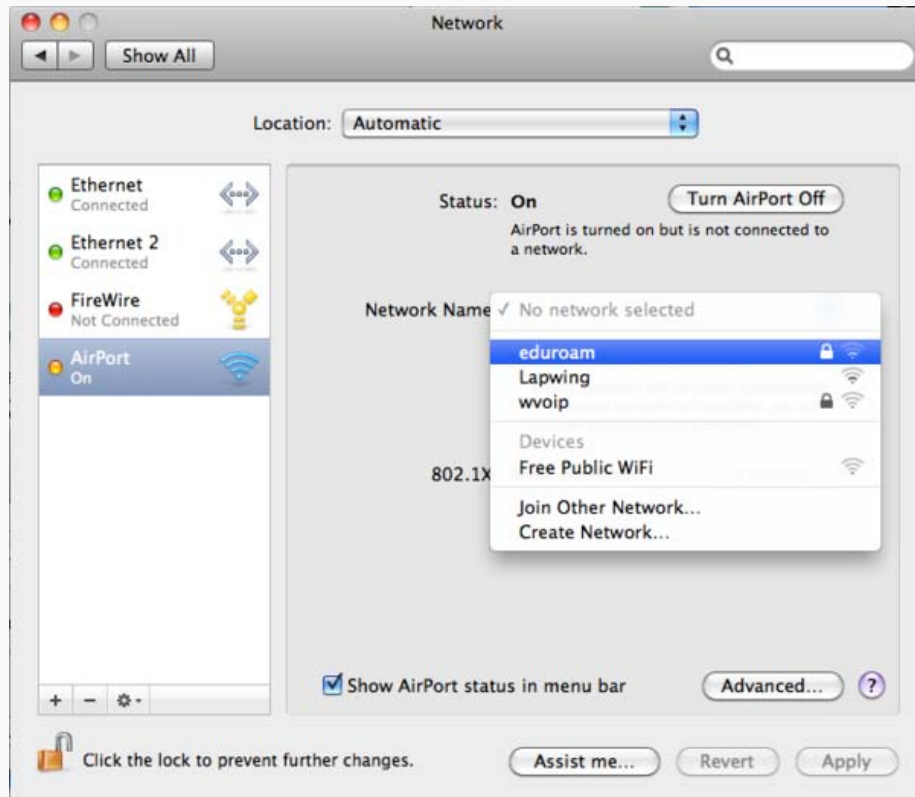 Network
Show All
Location: Automatic
Ethernet
Connected
Ethernet 2
Connected
FireWire
Not Connected
AirPort
On
Status: On
Turn AirPort Off
AirPort is turned on but is not connected to
a network.
Network Name
✓ No network selected
eduroam
Lapwing
wvoip
Devices
Free Public WiFi
Join Other Network...
Create Network...
802.1X
Show AirPort status in menu bar
Advanced...
?
+ -
Click the lock to prevent further changes.
Assist me...
Revert
Apply